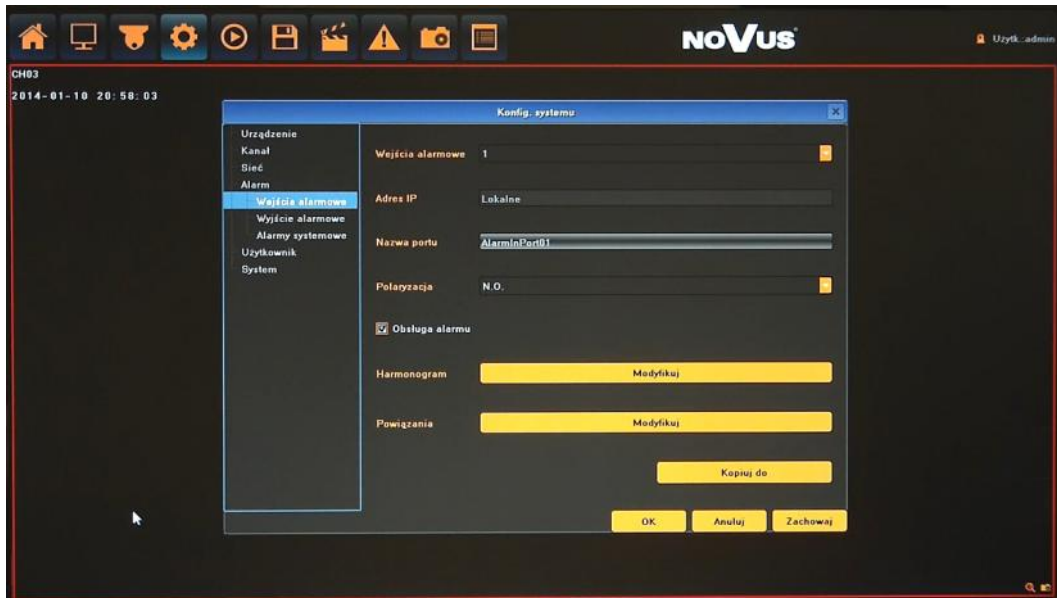 NOVUS
Użytk.:admin
CH03
2014-01-10 20:58:03
Konfig. systemu
Urządzenie
Kanał
Sieć
Alarm
Wejścia alarmowe
Wyjście alarmowe
Alarmy systemowe
Użytkownik
System
Wejścia alarmowe 1
Adres IP Lokalne
Nazwa portu AlarmInPort01
Polaryzacja N.O.
Obsługa alarmu
Harmonogram Modyfikuj
Powiązania Modyfikuj
Kopiuj do
OK Anuluj Zachowaj